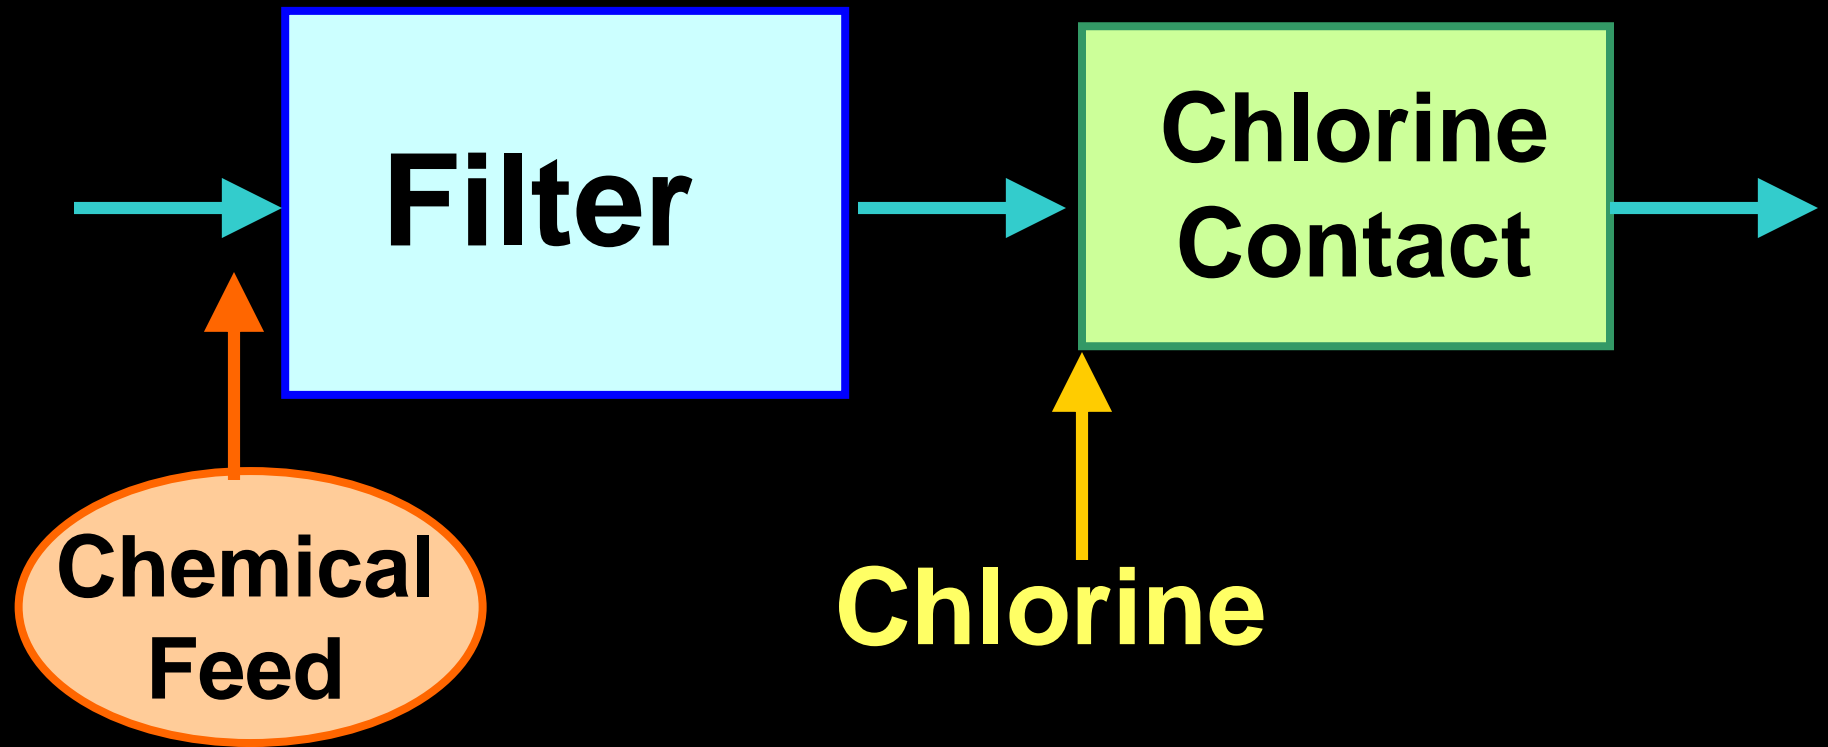 Filter
Chlorine
Contact
Chemical
Feed
Chlorine